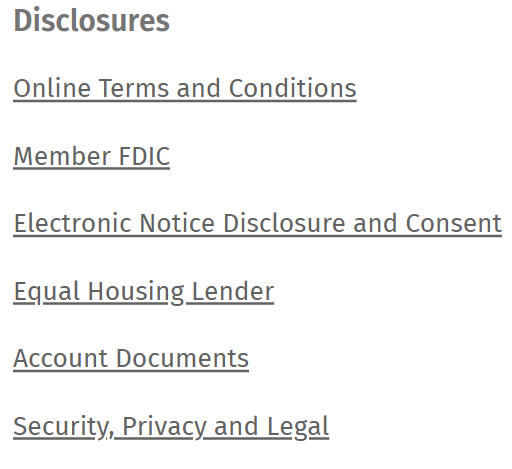 Disclosures
Online Terms and Conditions
Member FDIC
Electronic Notice Disclosure and Consent
Equal Housing Lender
Account Documents
Security, Privacy and Legal